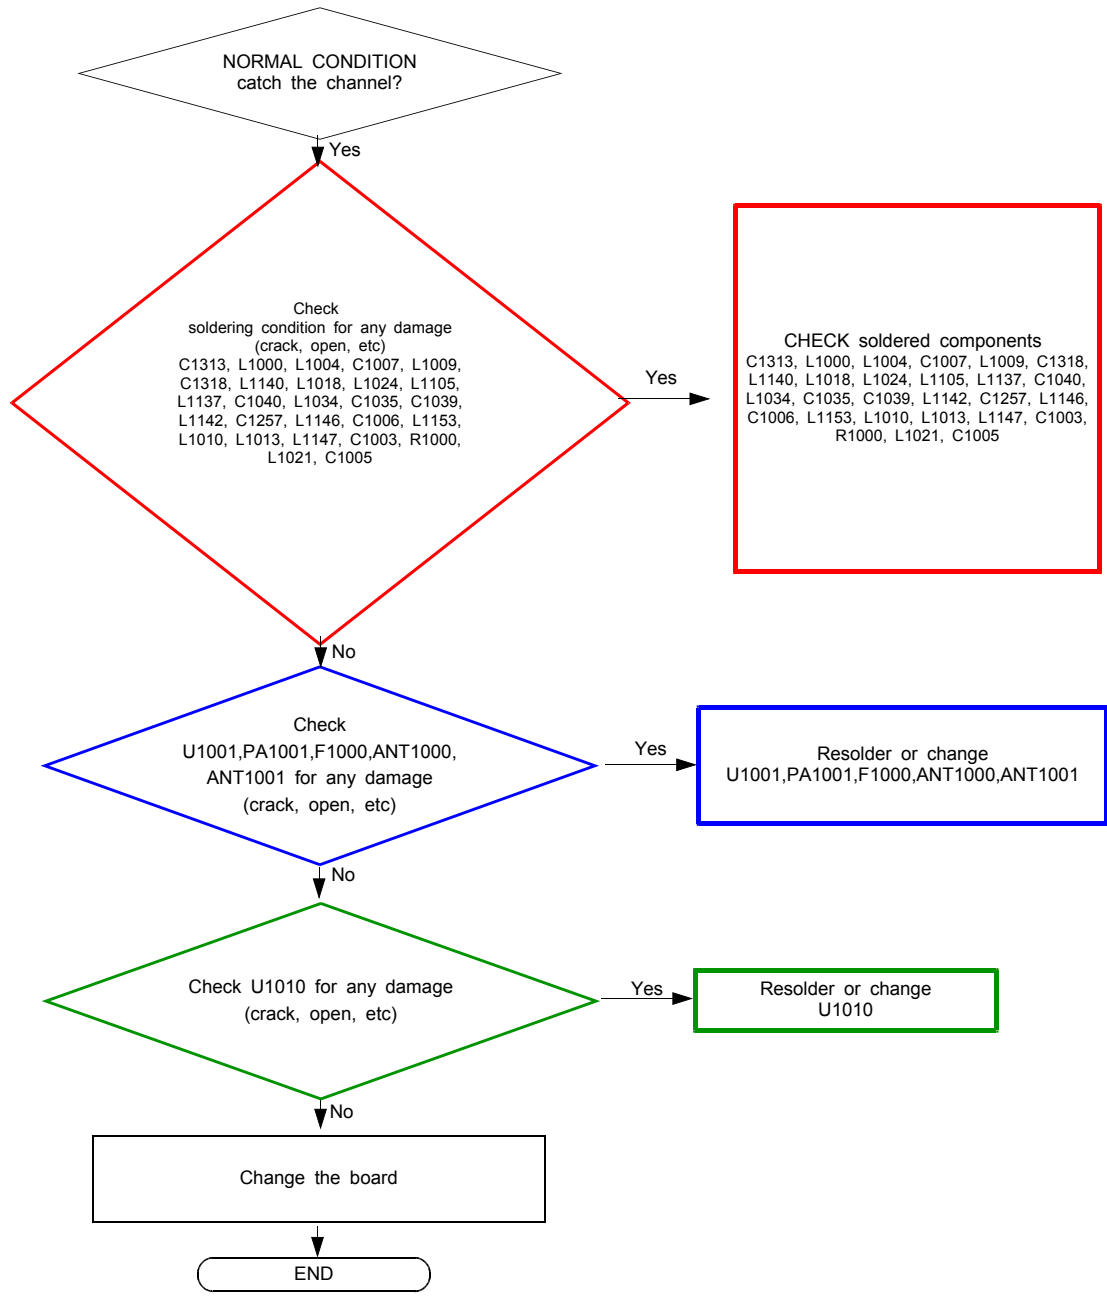 NORMAL CONDITION
catch the channel?
Yes
Check
soldering condition for any damage
(crack, open, etc)
C1313, L1000, L1004, C1007, L1009,
C1318, L1140, L1018, L1024, L1105,
L1137, C1040, L1034, C1035, C1039,
L1142, C1257, L1146, C1006, L1153,
L1010, L1013, L1147, C1003, R1000,
L1021, C1005
Yes
CHECK soldered components
C1313, L1000, L1004, C1007, L1009, C1318,
L1140, L1018, L1024, L1105, L1137, C1040,
L1034, C1035, C1039, L1142, C1257, L1146,
C1006, L1153, L1010, L1013, L1147, C1003,
R1000, L1021, C1005
No
Check
U1001,PA1001,F1000,ANT1000,
ANT1001 for any damage
(crack, open, etc)
Yes
Resolder or change
U1001,PA1001,F1000,ANT1000,ANT1001
No
Check U1010 for any damage
(crack, open, etc)
Yes
Resolder or change
U1010
No
Change the board
END